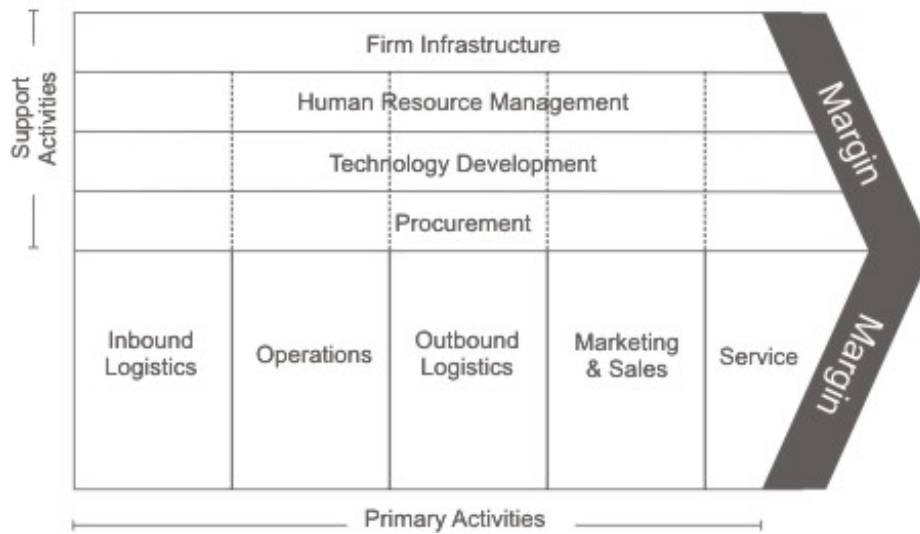 Support
Activities
Firm Infrastructure
Human Resource Management
Technology Development
Procurement
Margin
Inbound
Logistics
Operations
Outbound
Logistics
Marketing
& Sales
Service
Margin
Primary Activities